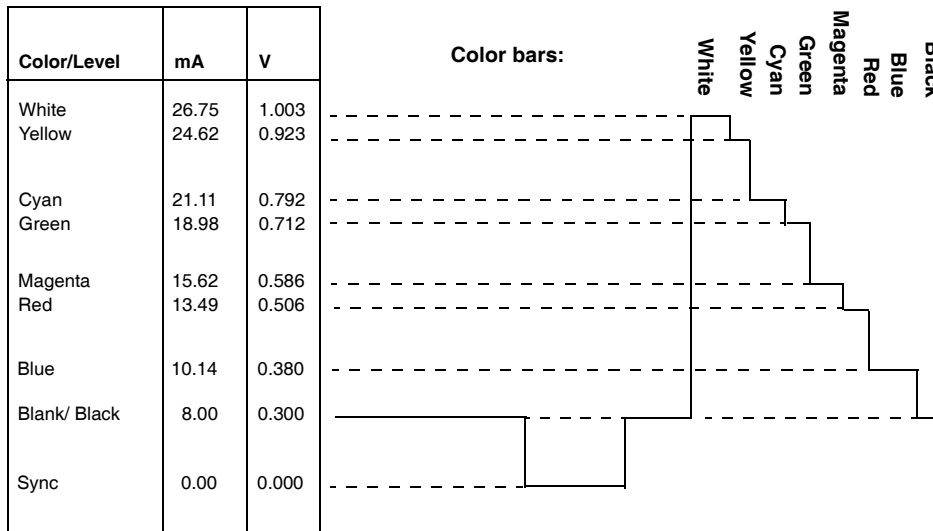 Color/Level mA V
White 26.75 1.003
Yellow 24.62 0.923
Cyan 21.11 0.792
Green 18.98 0.712
Magenta 15.62 0.586
Red 13.49 0.506
Blue 10.14 0.380
Blank/ Black 8.00 0.300
Sync 0.00 0.000
Color bars:
White
Yellow
Cyan
Green
Magenta
Red
Blue
Black